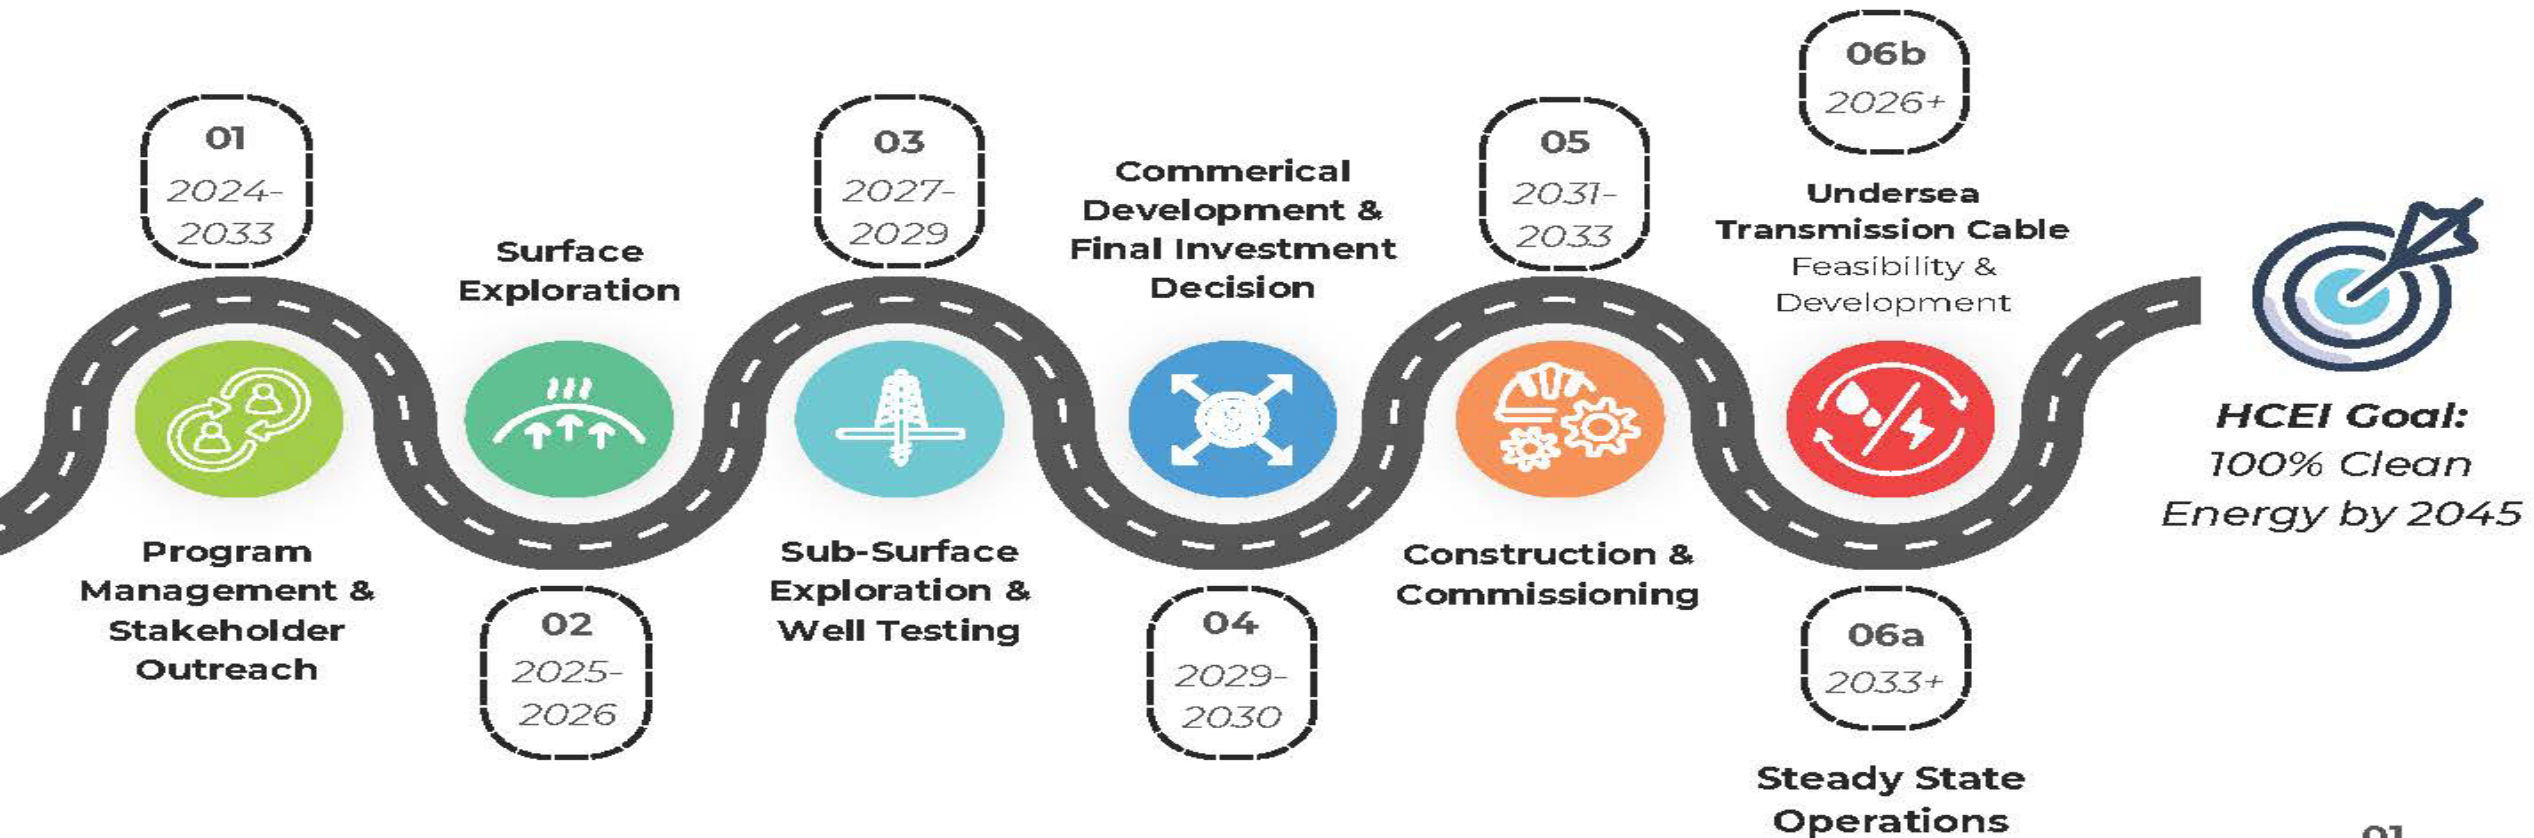 01
2024-
2033
Program
Management &
Stakeholder
Outreach
Surface
Exploration
02
2025-
2026
03
2027-
2029
Sub-Surface
Exploration &
Well Testing
Commerical
Development &
Final Investment
Decision
04
2029-
2030
05
2031-
2033
Construction &
Commissioning
06b
2026+
Undersea
Transmission Cable
Feasibility &
Development
06a
2033+
Steady State
Operations
HCEI Goal:
100% Clean
Energy by 2045